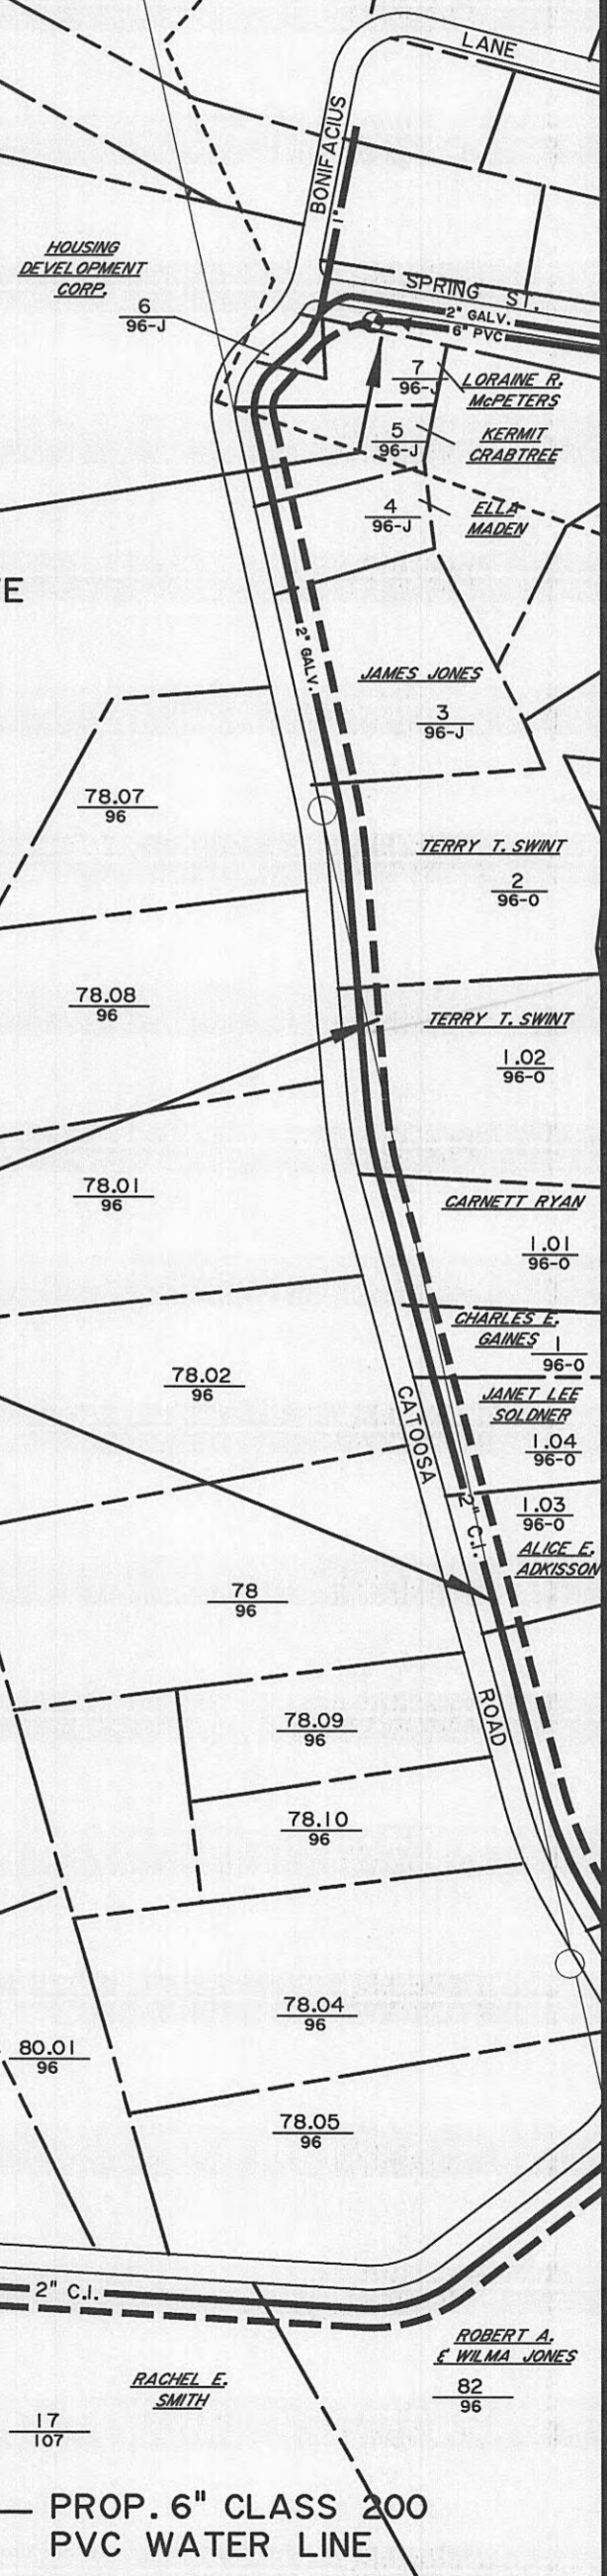 LANE
BONIFACIUS
1"
HOUSING
DEVELOPMENT
CORP.
6
96-J
SPRING ST.
2" GALV.
6" PVC
7
96-J
LORAINE R.
McPETERS
5
96-J
KERMIT
CRABTREE
4
96-J
ELLA
MADEN
E
2" GALV.
JAMES JONES
3
96-J
78.07
96
TERRY T. SWINT
2
96-O
78.08
96
TERRY T. SWINT
1.02
96-O
78.01
96
CARNETT RYAN
1.01
96-O
CHARLES E.
GAINES
1
96-O
78.02
96
JANET LEE
SOLDNER
1.04
96-O
CATOOSA
2" C.I.
1.03
96-O
ALICE E.
ADKISSON
78
96
ROAD
78.09
96
78.10
96
78.04
96
80.01
96
78.05
96
2" C.I.
ROBERT A.
& WILMA JONES
82
96
RACHEL E.
SMITH
17
107
PROP. 6" CLASS 200
PVC WATER LINE